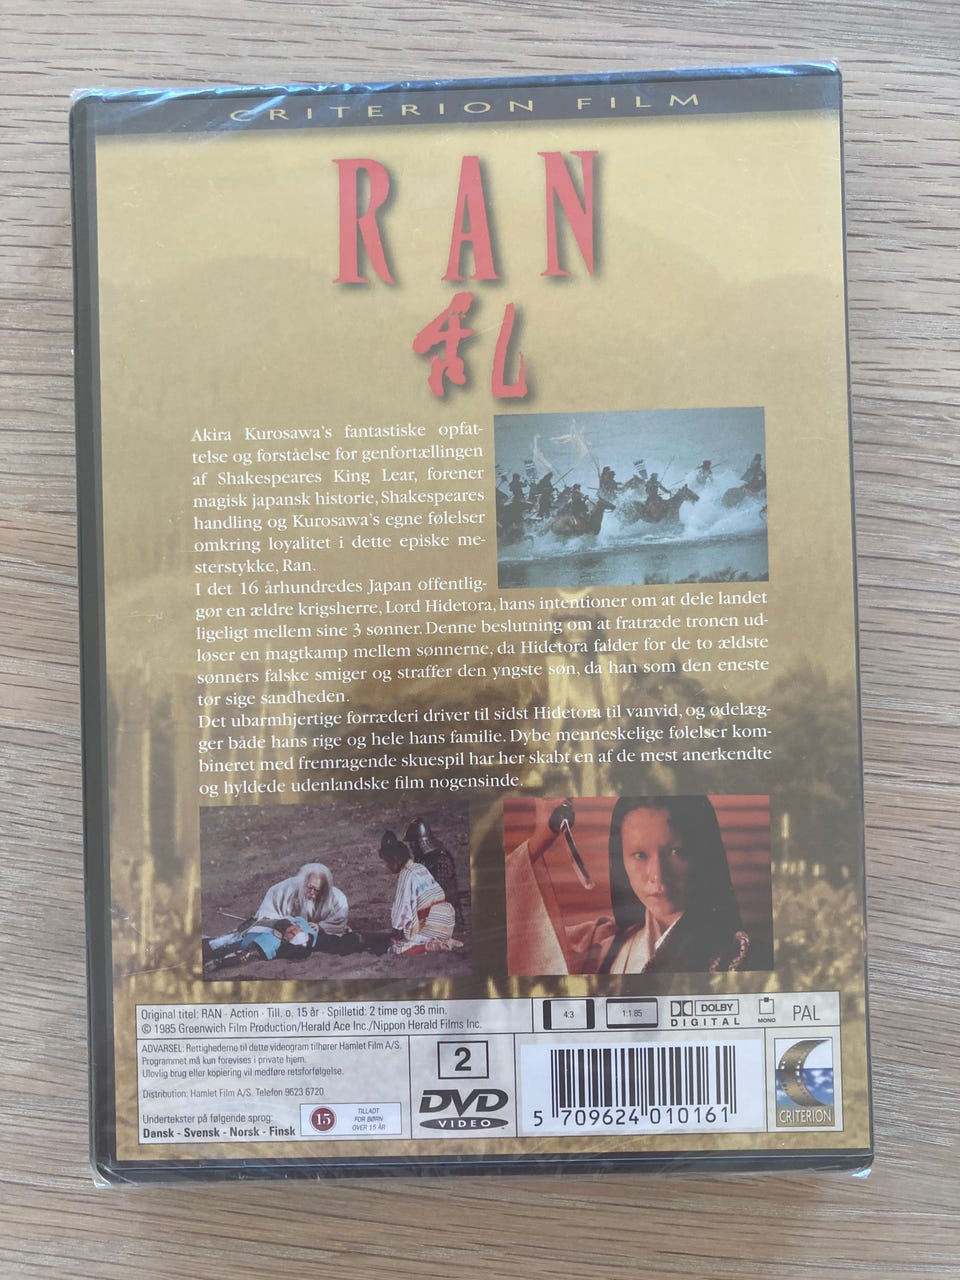 CRITERION FILM
RAN
乱
Akira Kurosawa's fantastiske opfat-
telse og forståelse for genfortællingen
af Shakespeares King Lear, forener
magisk japansk historie, Shakespeares
handling og Kurosawa's egne følelser
omkring loyalitet i dette episke me-
sterstykke, Ran.
I det 16 århundredes Japan offentlig-
gør en ældre krigsherre, Lord Hidetora, hans intentioner om at dele landet
ligeligt mellem sine 3 sønner. Denne beslutning om at fratræde tronen ud-
løser en magtkamp mellem sønnerne, da Hidetora falder for de to ældste
sønners falske smiger og straffer den yngste søn, da han som den eneste
tør sige sandheden.
Det ubarmhjertige forræderi driver til sidst Hidetora til vanvid, og ødelæg-
ger både hans rige og hele hans familie. Dybe menneskelige følelser kom-
bineret med fremragende skuespil har her skabt en af de mest anerkendte
og hyldede udenlandske film nogensinde.
Original titel: RAN · Action · Till. o. 15 år · Spilletid: 2 time og 36 min.
© 1985 Greenwich Film Production/Herald Ace Inc./Nippon Herald Films Inc.
4:3
1:1.85
DOLBY
DIGITAL
MONO
PAL
ADVARSEL: Rettighederne til dette videogram tilhører Hamlet Film A/S.
Programmet må kun forevises i private hjem.
Ulovlig brug eller kopiering vil medføre retsforfølgelse.
Distribution: Hamlet Film A/S. Telefon 9623 6720
Undertekster på følgende sprog:
Dansk - Svensk - Norsk - Finsk
15
TILLADT
FOR BØRN
OVER 15 ÅR
2
DVD
VIDEO
5 709624 010161
CRITERION